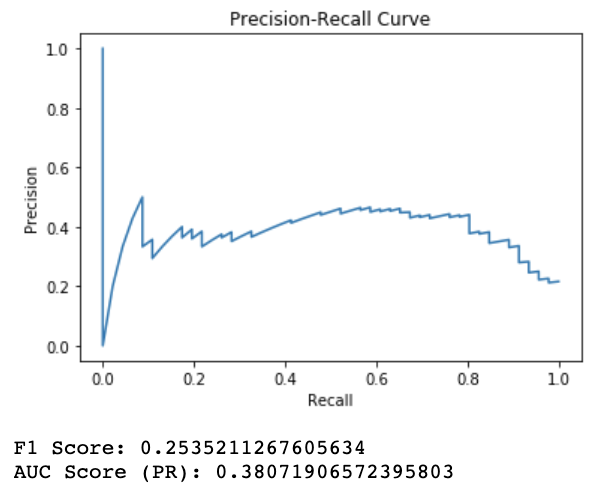 Precision-Recall Curve
1.0
0.8
0.6
0.4
0.2
0.0
Precision
0.0 0.2 0.4 0.6 0.8 1.0
Recall
F1 Score: 0.2535211267605634
AUC Score (PR): 0.38071906572395803